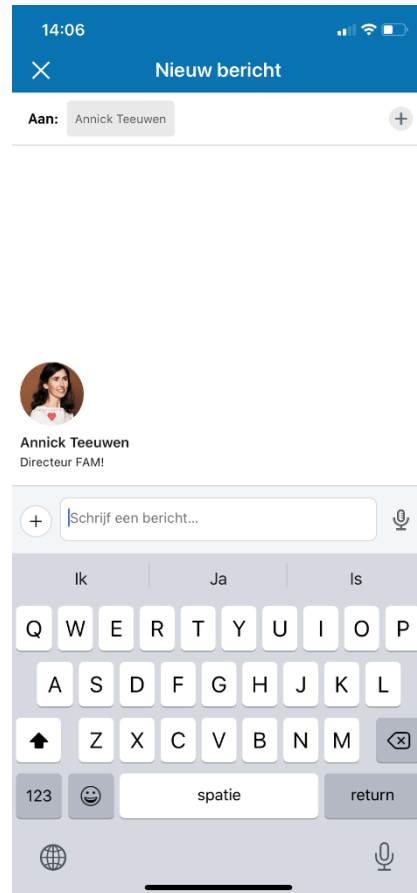 14:06
Nieuw bericht
Aan: Annick Teeuwen
Annick Teeuwen
Directeur FAM!
Schrijf een bericht...
Ik Ja Is
Q W E R T Y U I O P
A S D F G H J K L
Z X C V B N M
123 spatie return